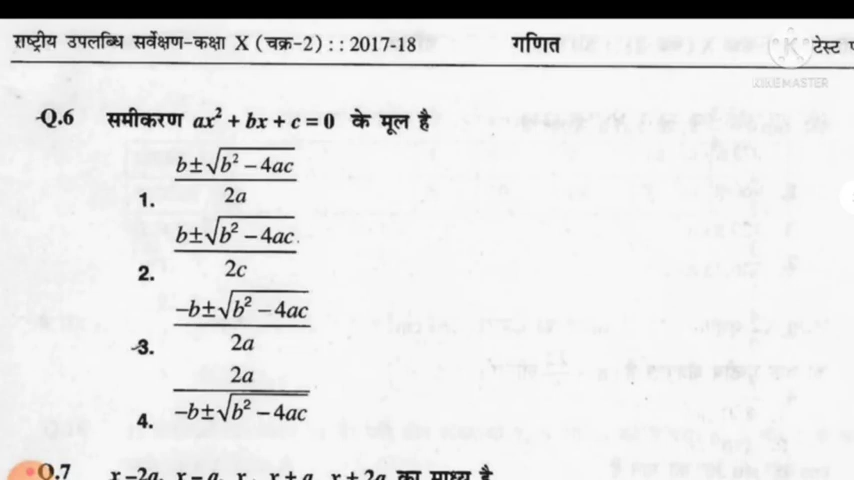 राष्ट्रीय उपलब्धि सर्वेक्षण-कक्षा X (चक्र-2) : : 2017-18 गणित टेस्ट
KINEMASTER
Q.6 समीकरण ax² + bx + c = 0 के मूल है
1. (b ± √(b² − 4ac)) / 2a
2. (b ± √(b² − 4ac)) / 2c
3. (−b ± √(b² − 4ac)) / 2a
4. 2a / (−b ± √(b² − 4ac))
Q.7 x − 2a, x − a, x, x + a, x + 2a का माध्य है